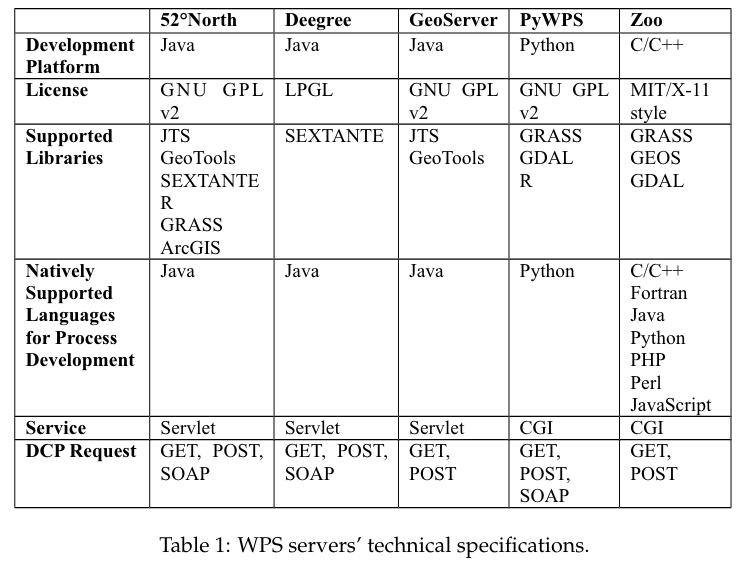 52°North Deegree GeoServer PyWPS Zoo
Development Platform Java Java Java Python C/C++
License GNU GPL v2 LPGL GNU GPL v2 GNU GPL v2 MIT/X-11 style
Supported Libraries JTS GeoTools SEXTANTE R GRASS ArcGIS SEXTANTE JTS GeoTools GRASS GDAL R GRASS GEOS GDAL
Natively Supported Languages for Process Development Java Java Java Python C/C++ Fortran Java Python PHP Perl JavaScript
Service Servlet Servlet Servlet CGI CGI
DCP Request GET, POST, SOAP GET, POST, SOAP GET, POST GET, POST, SOAP GET, POST
Table 1: WPS servers' technical specifications.